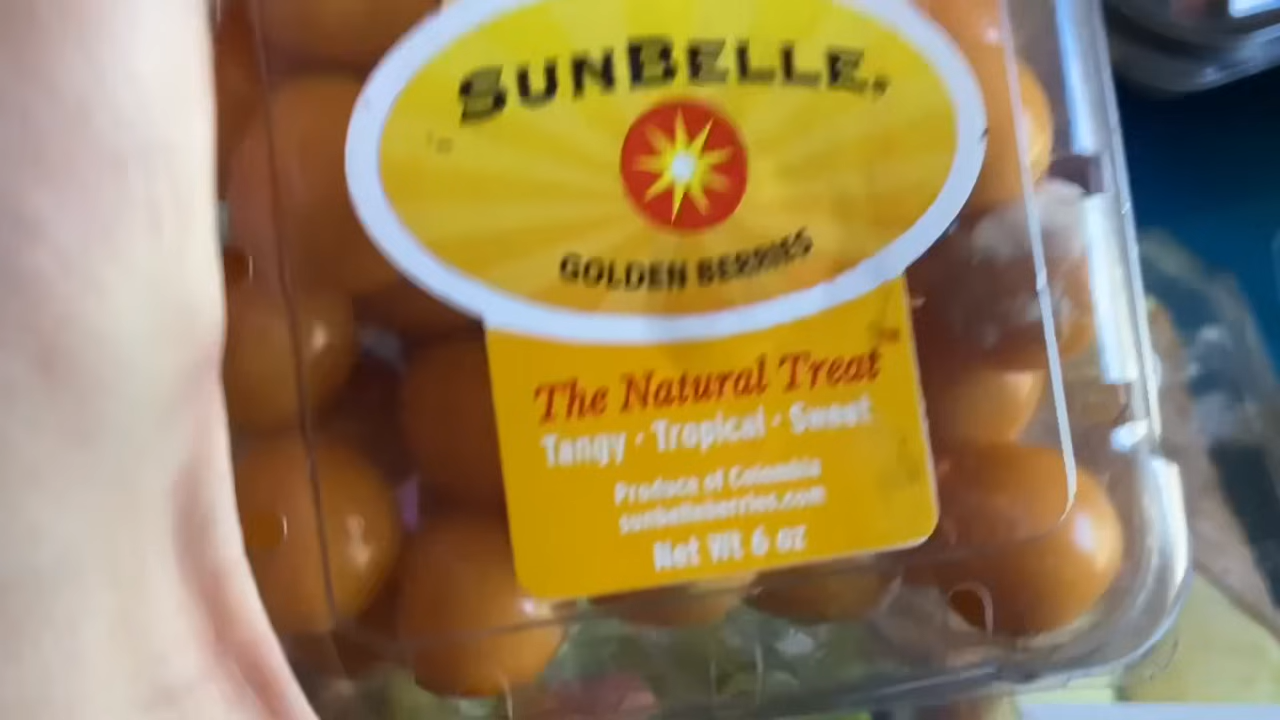 SUNBELLE
GOLDEN BERRIES
The Natural Treat
Tangy · Tropical · Sweet
Produce of Colombia
sunbelleberries.com
Net Wt 6 oz